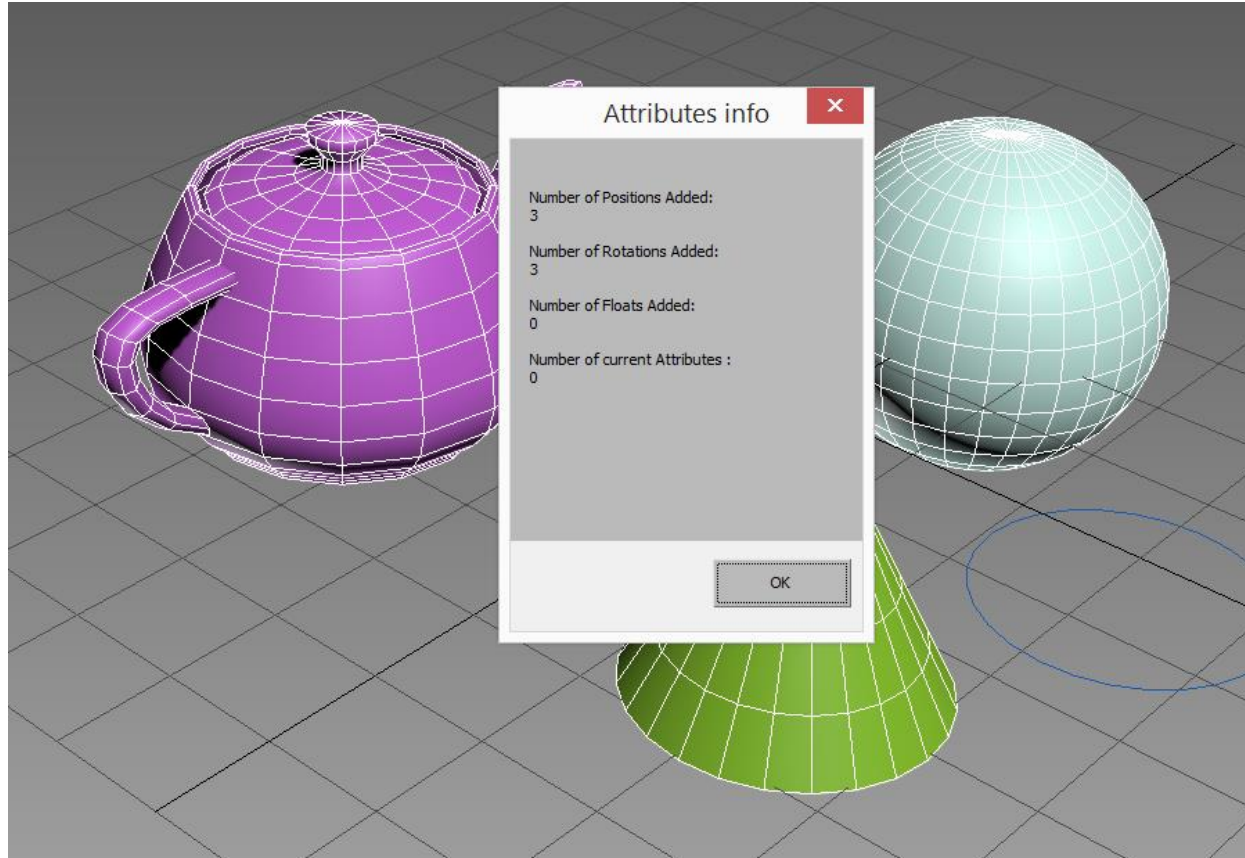 Attributes info
Number of Positions Added:
3
Number of Rotations Added:
3
Number of Floats Added:
0
Number of current Attributes :
0
OK